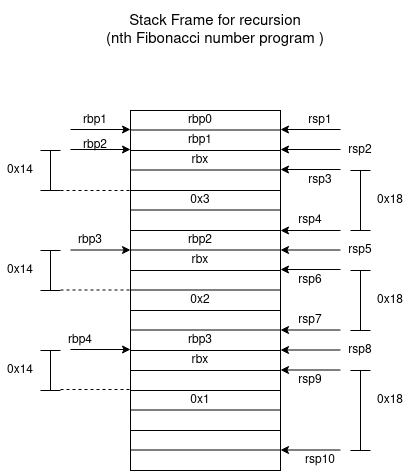 Stack Frame for recursion
(nth Fibonacci number program )
rbp1 rbp0 rsp1
rbp2 rbp1 rsp2
0x14 rbx rsp3
0x3 0x18
rsp4
rbp3 rbp2 rsp5
0x14 rbx rsp6
0x2 0x18
rsp7
rbp4 rbp3 rsp8
0x14 rbx rsp9
0x1 0x18
rsp10